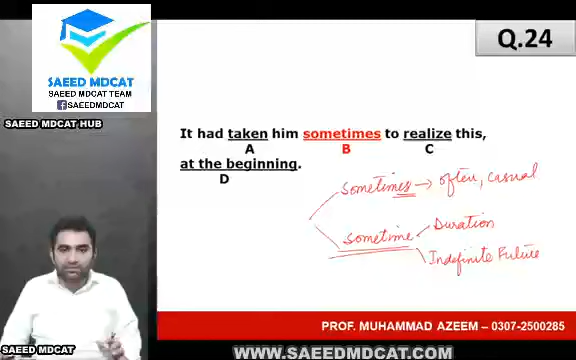 Q.24
SAEED MDCAT
SAEED MDCAT TEAM
f SAEEDMDCAT
SAEED MDCAT HUB
It had taken him sometimes to realize this,
A B C
at the beginning.
D
Sometimes → often, casual
Sometime
Duration
Indefinite Future
SAEED MDCAT
PROF. MUHAMMAD AZEEM – 0307-2500285
WWW.SAEEDMDCAT.COM